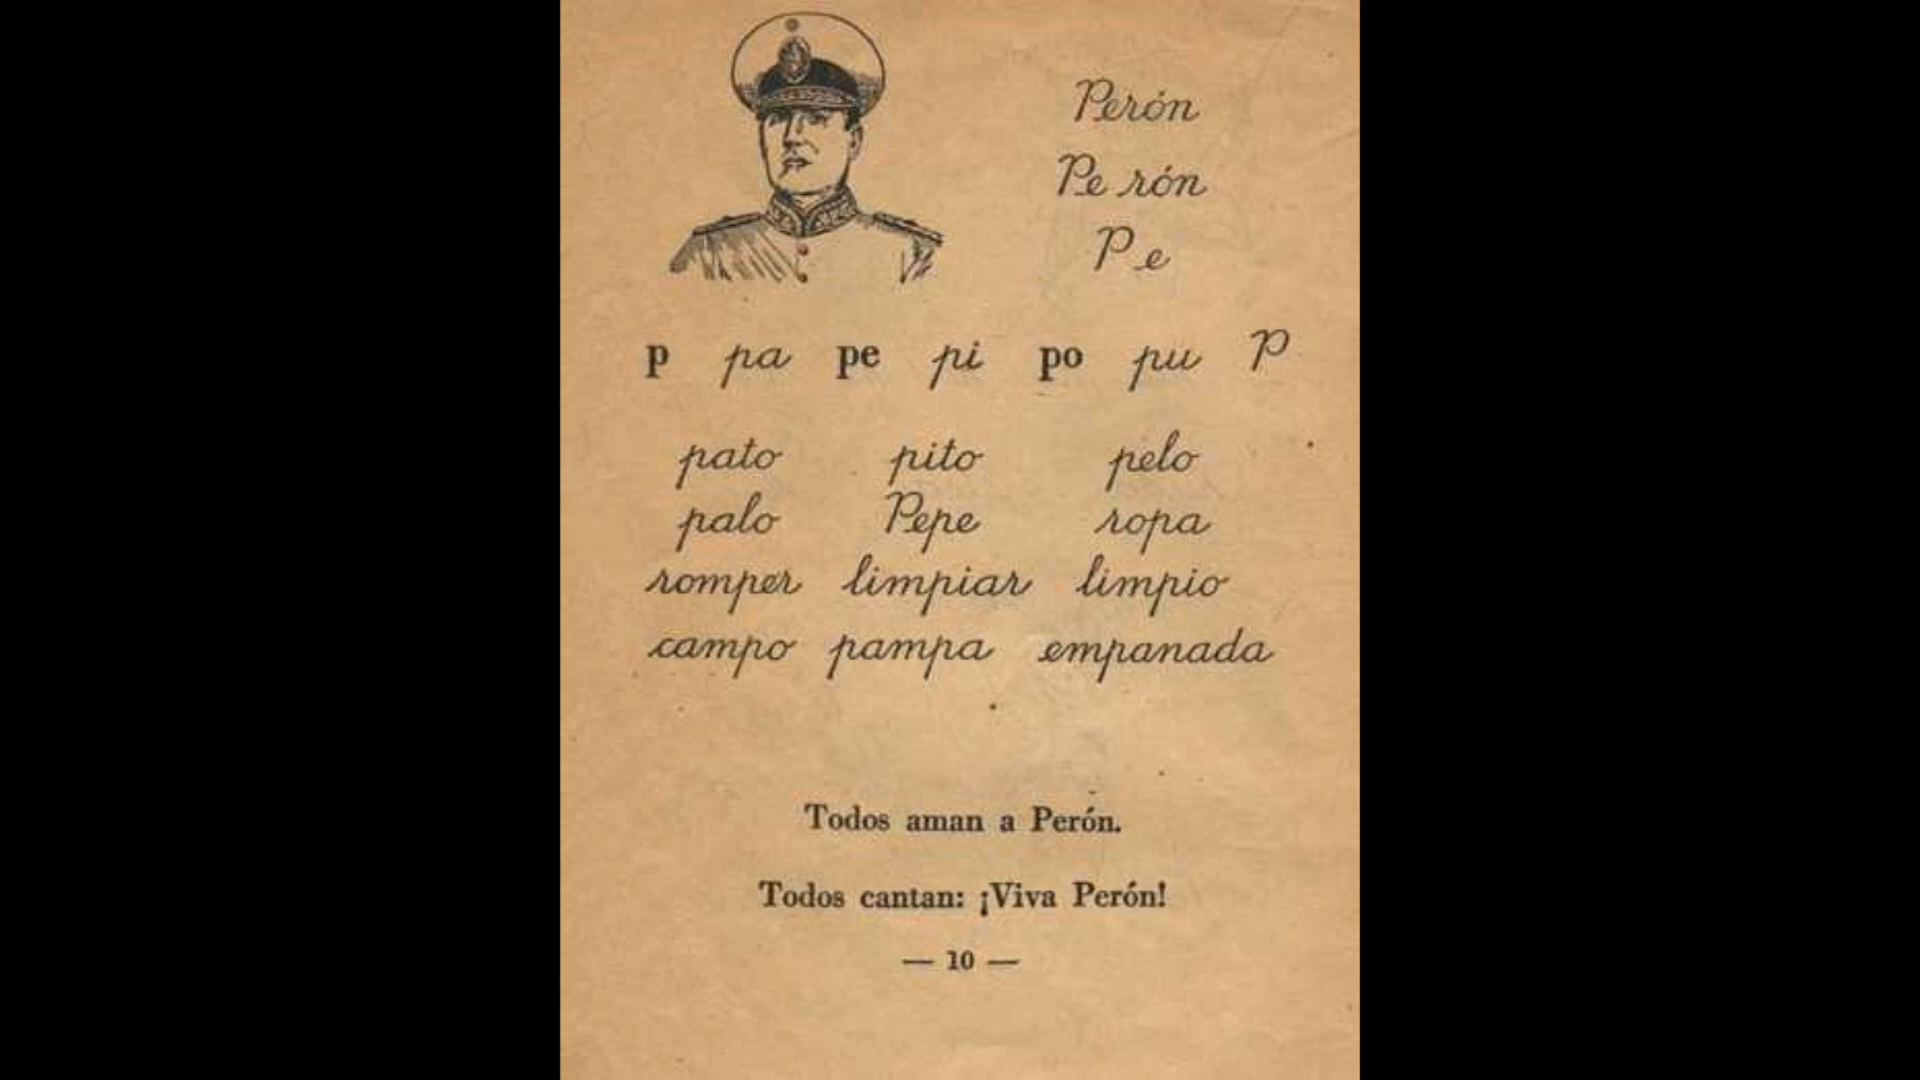 Perón
Pe rón
P e
p pa pe pi po pu P
pato pito pelo
palo Pepe ropa
romper limpiar limpio
campo pampa empanada
Todos aman a Perón.
Todos cantan: ¡Viva Perón!
— 10 —